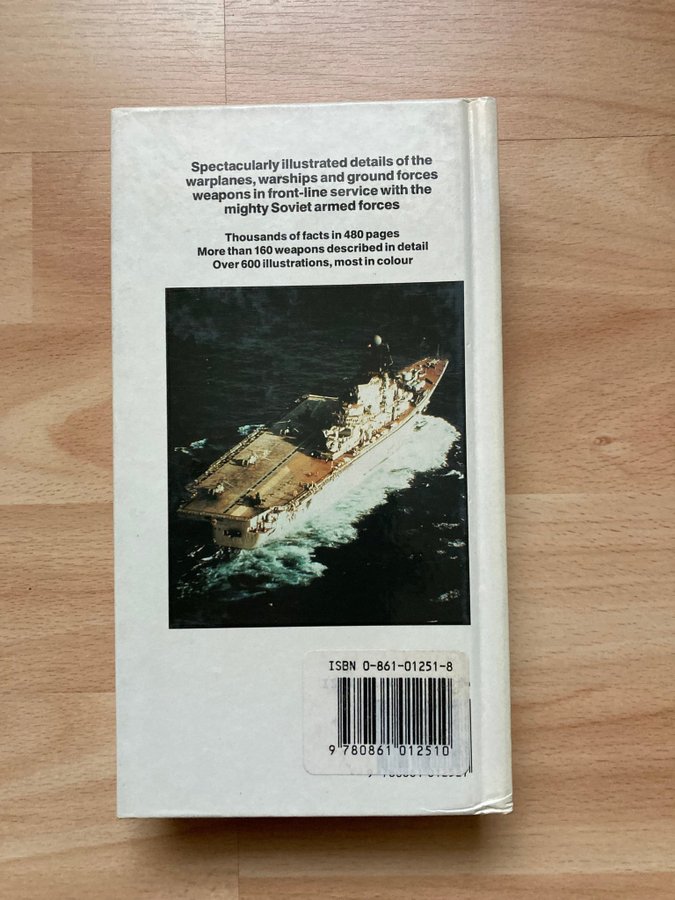 Spectacularly illustrated details of the
warplanes, warships and ground forces
weapons in front-line service with the
mighty Soviet armed forces
Thousands of facts in 480 pages
More than 160 weapons described in detail
Over 600 illustrations, most in colour
ISBN 0-861-01251-8
9 780861 012510